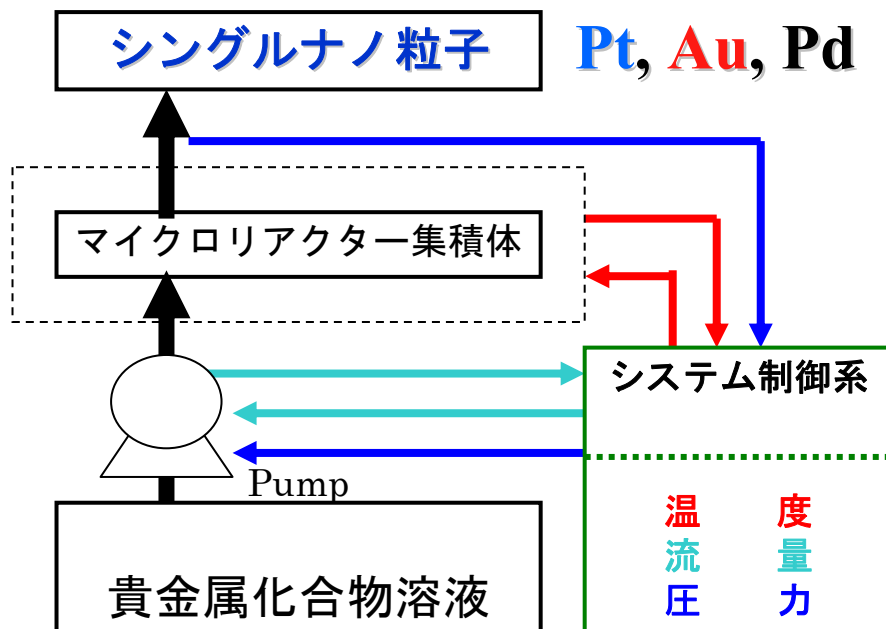 シングルナノ粒子
Pt, Au, Pd
マイクロリアクター集積体
システム制御系
Pump
温 度
流 量
圧 力
貴金属化合物溶液